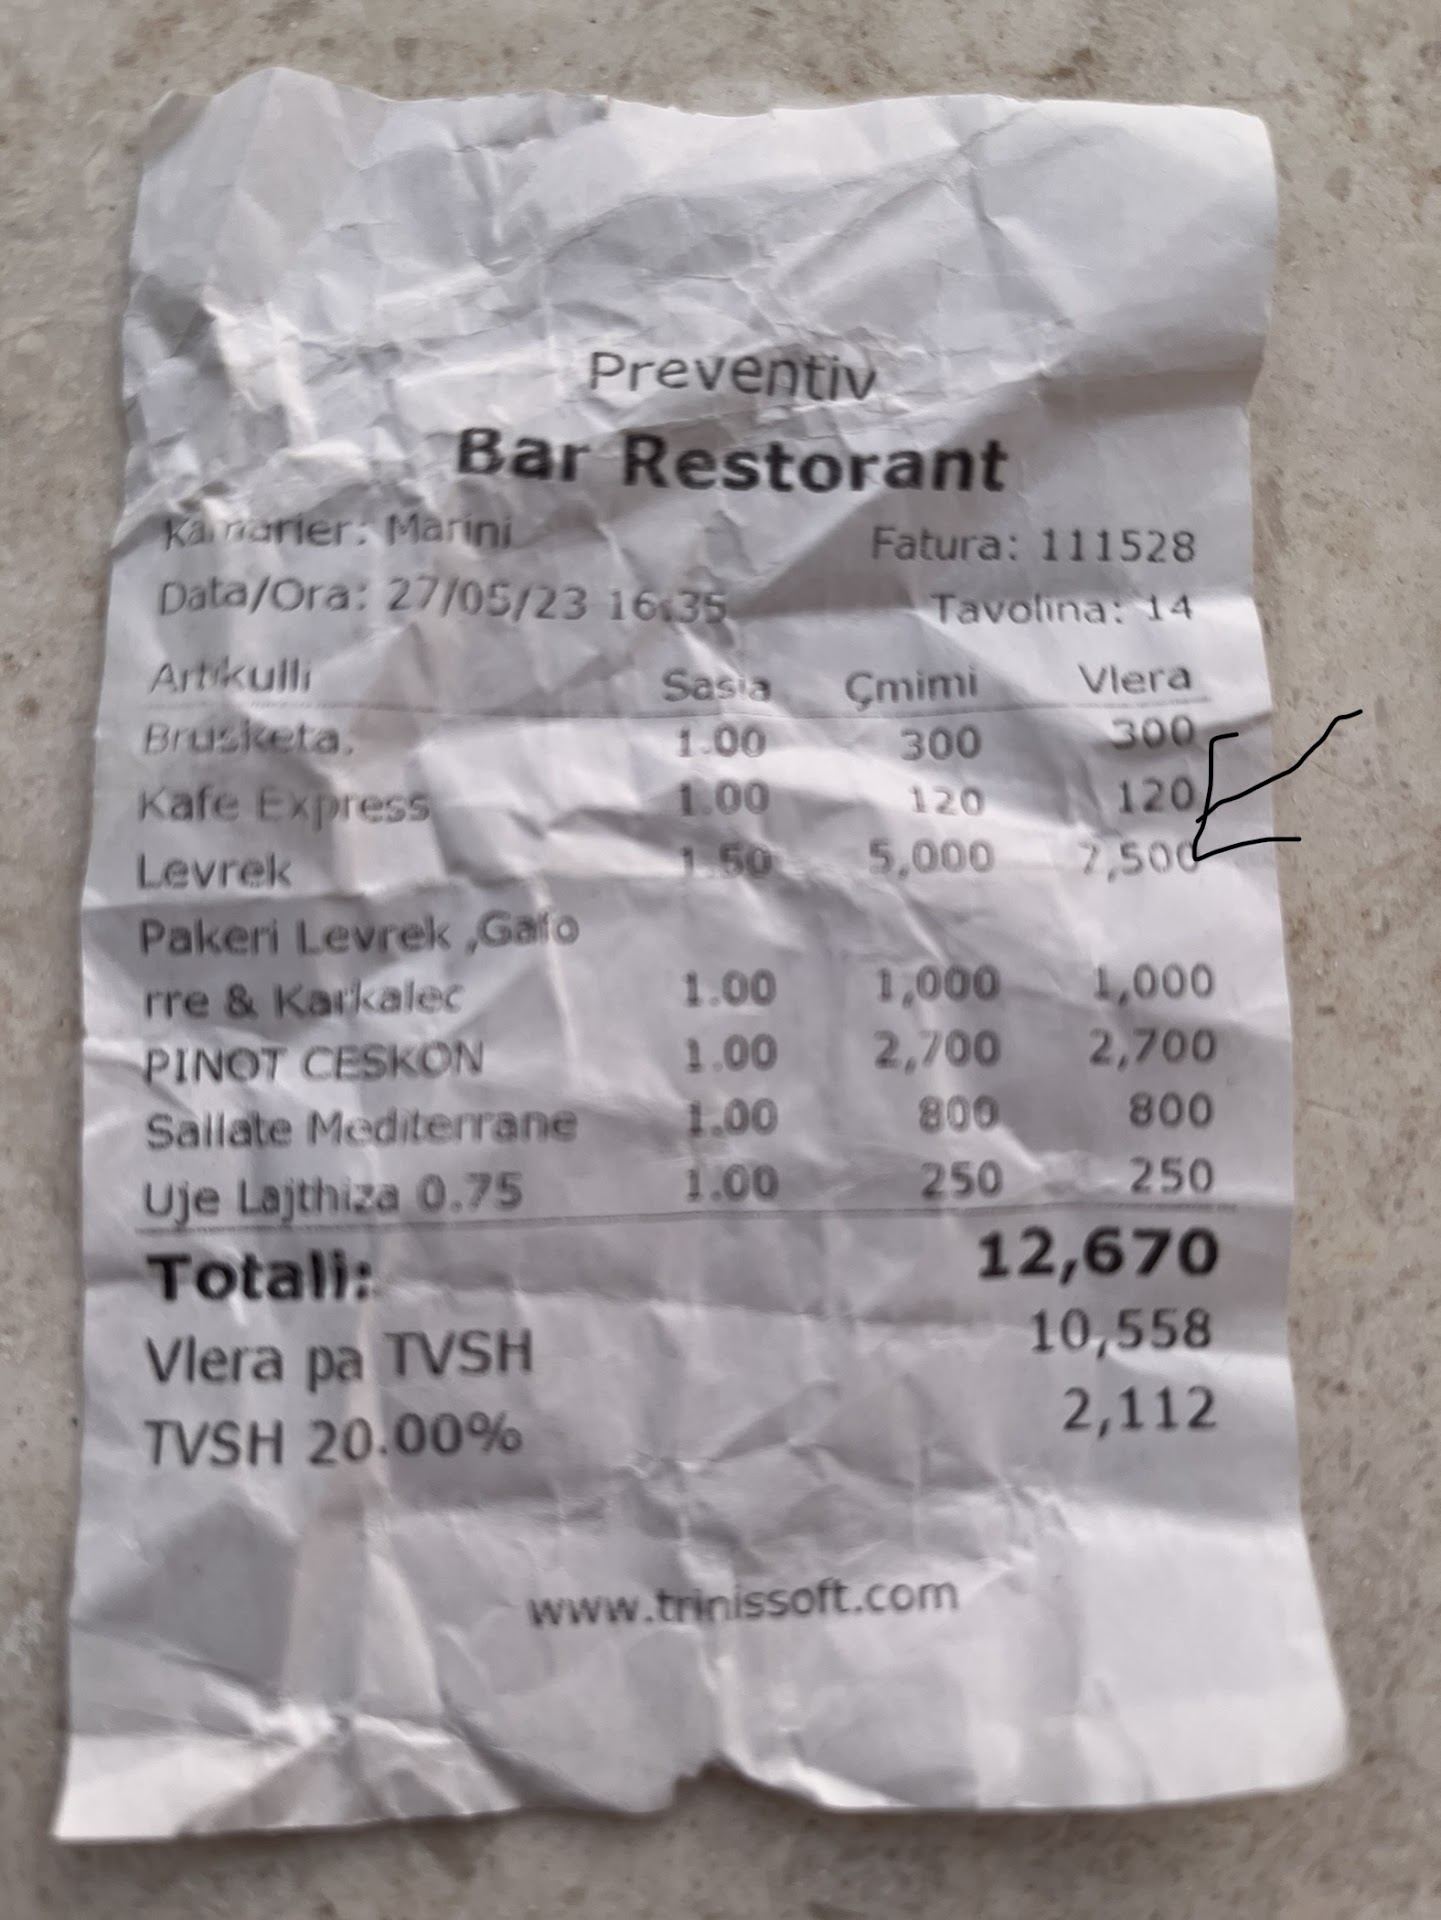 Preventiv
Bar Restorant
Kamarier: Marini Fatura: 111528
Data/Ora: 27/05/23 16:35 Tavolina: 14
Artikulli Sasia Çmimi Vlera
Brusketa. 1.00 300 300
Kafe Express 1.00 120 120
Levrek 1.50 5,000 7,500
Pakeri Levrek ,Gafo
rre & Karkalec 1.00 1,000 1,000
PINOT CESKON 1.00 2,700 2,700
Sallate Mediterrane 1.00 800 800
Uje Lajthiza 0.75 1.00 250 250
Totali: 12,670
Vlera pa TVSH 10,558
TVSH 20.00% 2,112
www.trinissoft.com